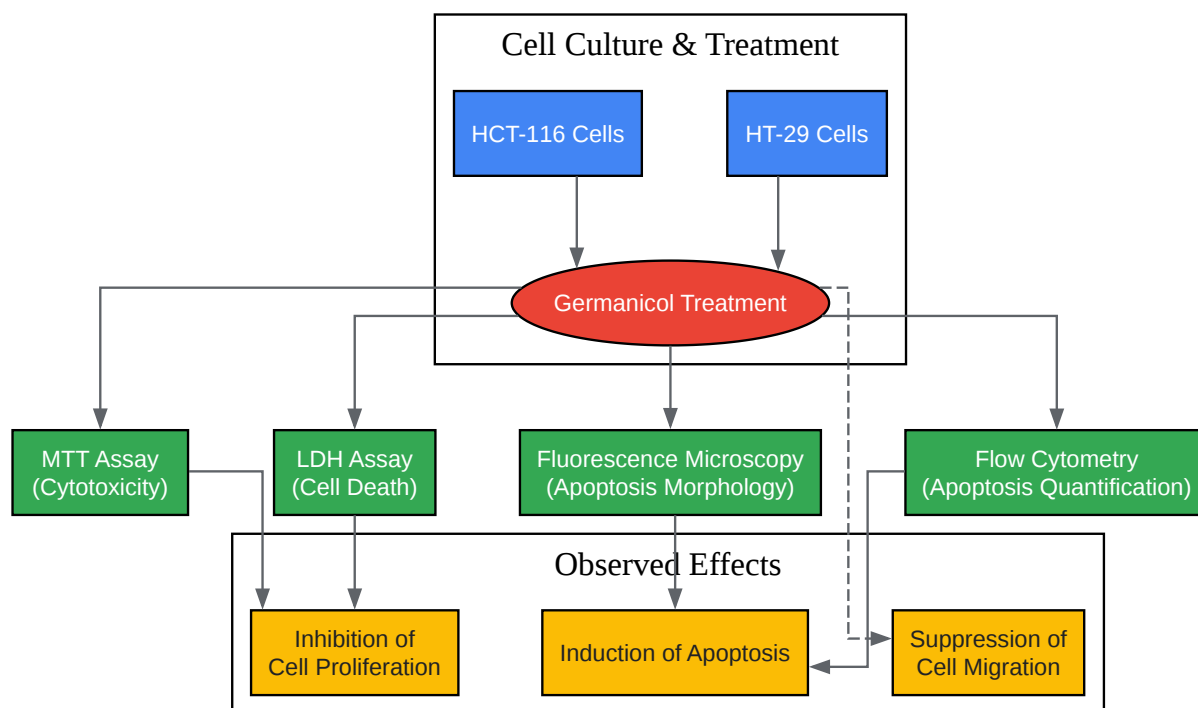 Cell Culture & Treatment
HCT-116 Cells
HT-29 Cells
Germanicol Treatment
MTT Assay
(Cytotoxicity)
LDH Assay
(Cell Death)
Fluorescence Microscopy
(Apoptosis Morphology)
Flow Cytometry
(Apoptosis Quantification)
Observed Effects
Inhibition of
Cell Proliferation
Induction of Apoptosis
Suppression of
Cell Migration